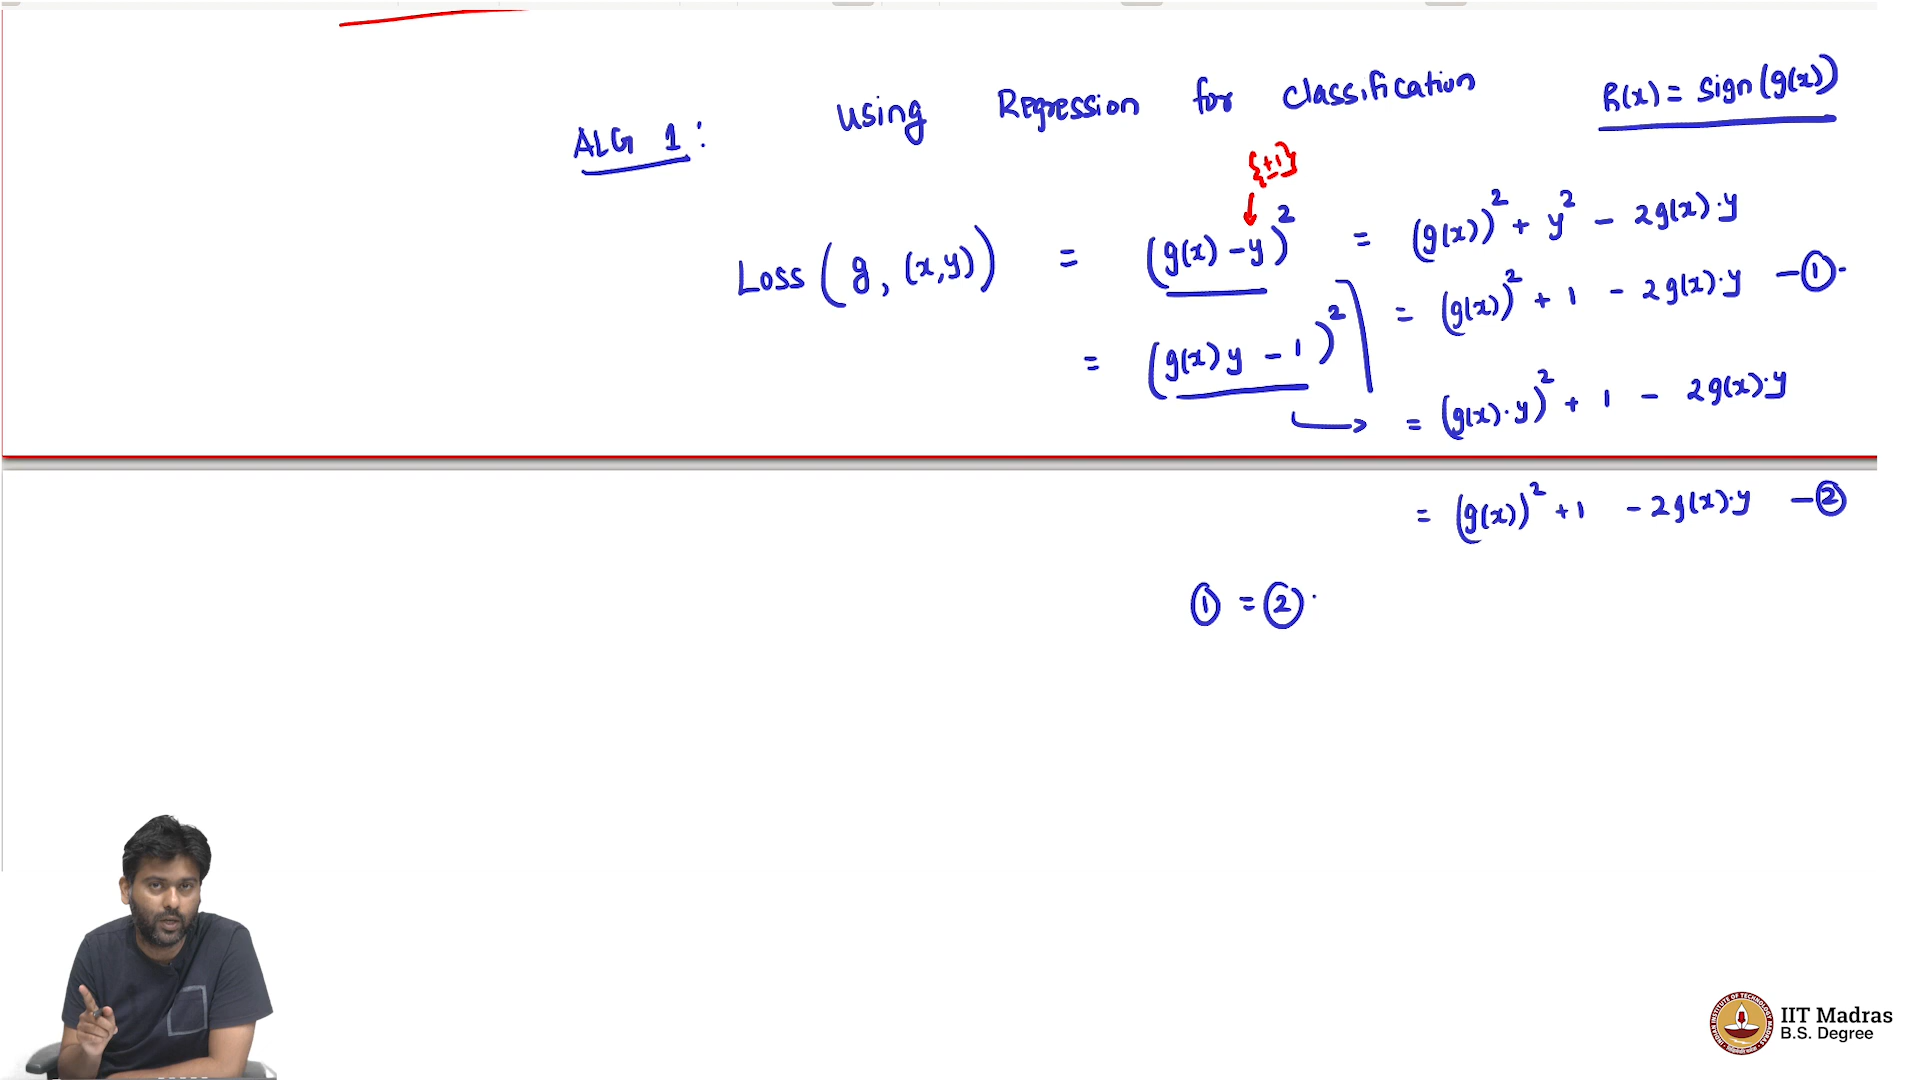 ALG 1: Using Regression for classification h(x) = sign(g(x))
{±1}
Loss(g, (x,y)) = (g(x) - y)² = (g(x))² + y² - 2g(x)·y
= (g(x))² + 1 - 2g(x)·y - ①.
= (g(x)y - 1)²
= (g(x)·y)² + 1 - 2g(x)·y
= (g(x))² + 1 - 2g(x)·y - ②
① = ②.
IIT Madras
B.S. Degree